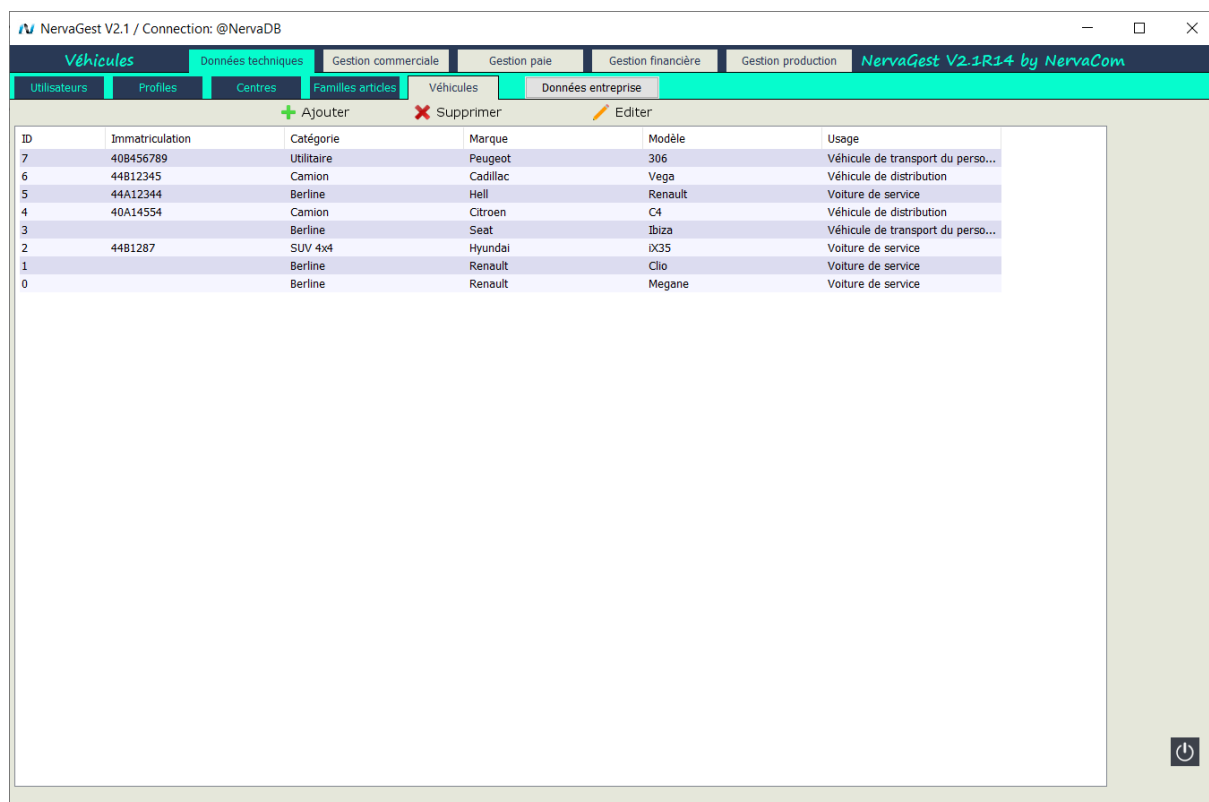 NervaGest V2.1 / Connection: @NervaDB
Véhicules Données techniques Gestion commerciale Gestion paie Gestion financière Gestion production NervaGest V2.1R14 by NervaCom
Utilisateurs Profiles Centres Familles articles Véhicules Données entreprise
Ajouter Supprimer Editer
ID Immatriculation Catégorie Marque Modèle Usage
7 40B456789 Utilitaire Peugeot 306 Véhicule de transport du perso...
6 44B12345 Camion Cadillac Vega Véhicule de distribution
5 44A12344 Berline Hell Renault Voiture de service
4 40A14554 Camion Citroen C4 Véhicule de distribution
3 Berline Seat Ibiza Véhicule de transport du perso...
2 44B1287 SUV 4x4 Hyundai iX35 Voiture de service
1 Berline Renault Clio Voiture de service
0 Berline Renault Megane Voiture de service